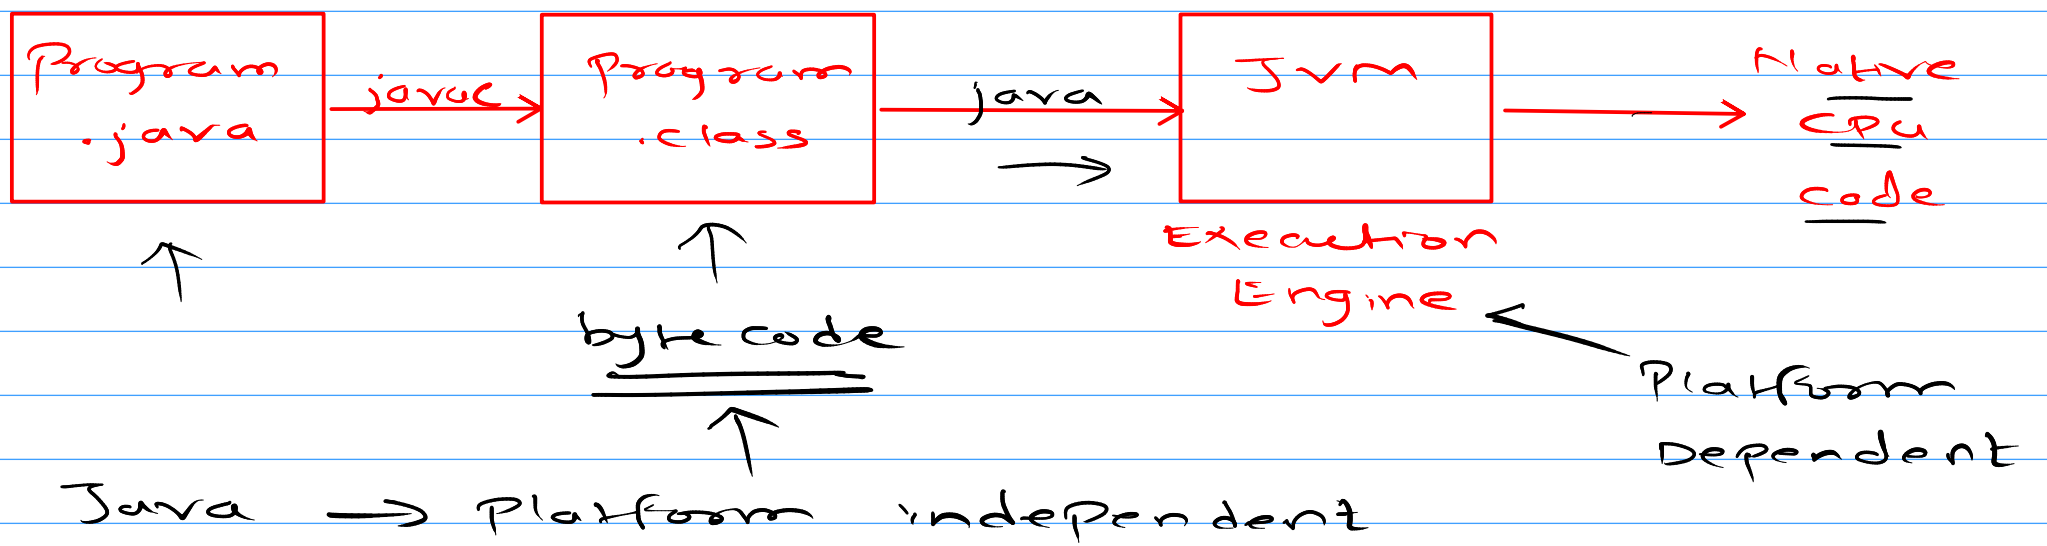 Program
.java
javac
Program
.class
java
JVM
Execution
Engine
Native
CPU
Code
byte code
Platform
Dependent
Java → Platform independent